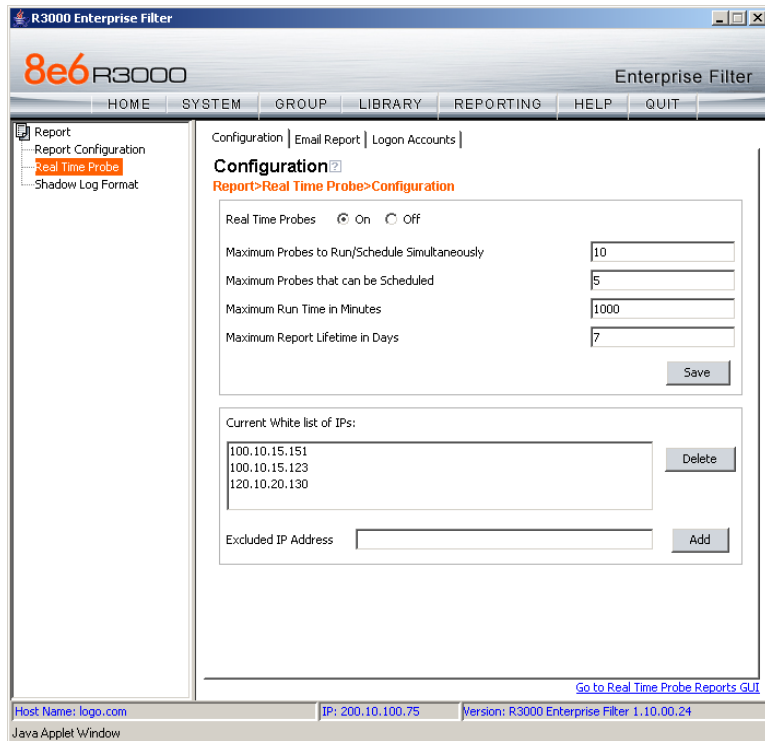 R3000 Enterprise Filter
8e6 R3000
Enterprise Filter
HOME SYSTEM GROUP LIBRARY REPORTING HELP QUIT
Report
Report Configuration
Real Time Probe
Shadow Log Format
Configuration Email Report Logon Accounts
Configuration ?
Report>Real Time Probe>Configuration
Real Time Probes On Off
Maximum Probes to Run/Schedule Simultaneously 10
Maximum Probes that can be Scheduled 5
Maximum Run Time in Minutes 1000
Maximum Report Lifetime in Days 7
Save
Current White list of IPs:
100.10.15.151
100.10.15.123
120.10.20.130
Delete
Excluded IP Address Add
Go to Real Time Probe Reports GUI
Host Name: logo.com IP: 200.10.100.75 Version: R3000 Enterprise Filter 1.10.00.24
Java Applet Window